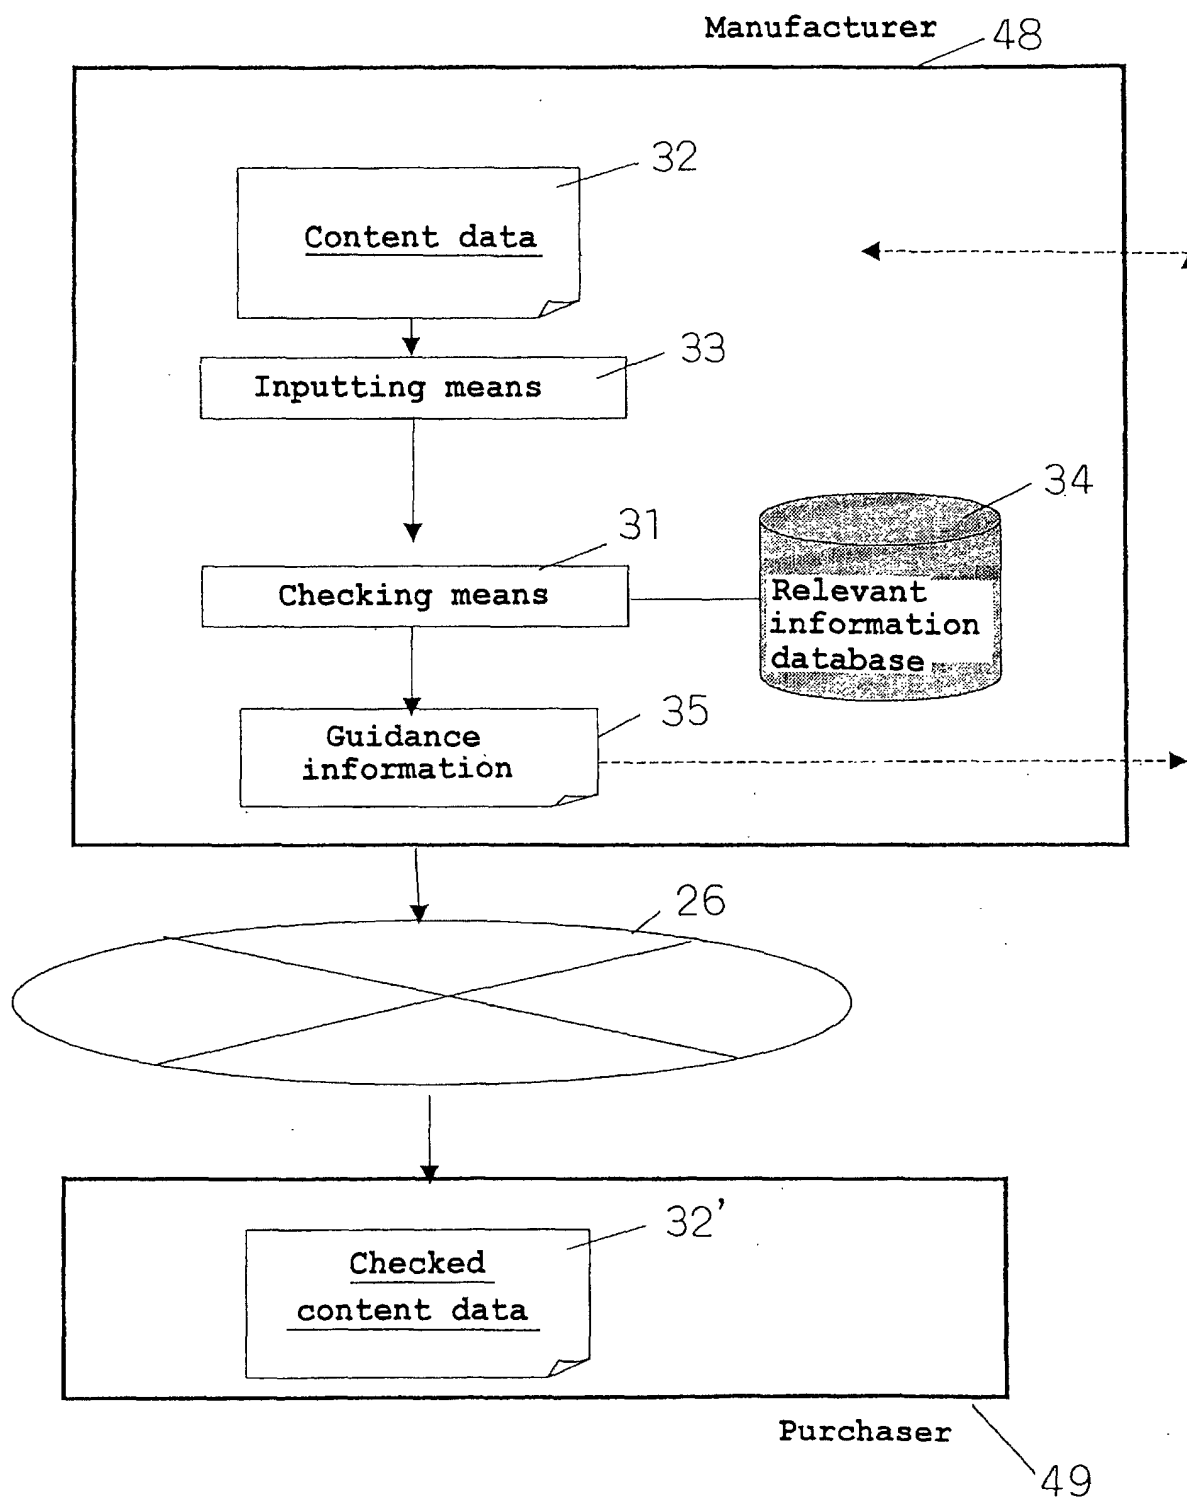 Manufacturer
48
32
Content data
33
Inputting means
34
31
Checking means
Relevant
information
database
35
Guidance
information
26
32'
Checked
content data
Purchaser
49